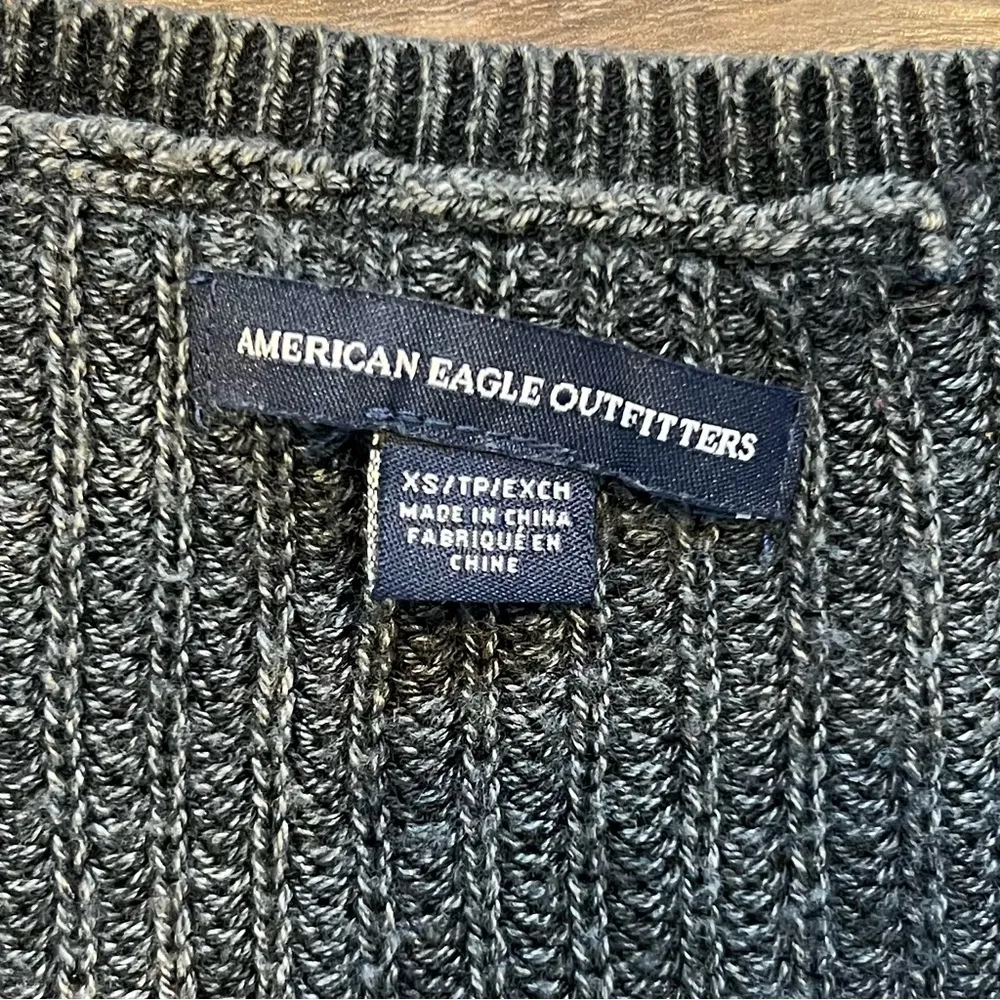 AMERICAN EAGLE OUTFITTERS
XS/TP/EXCH
MADE IN CHINA
FABRIQUÉ EN
CHINE